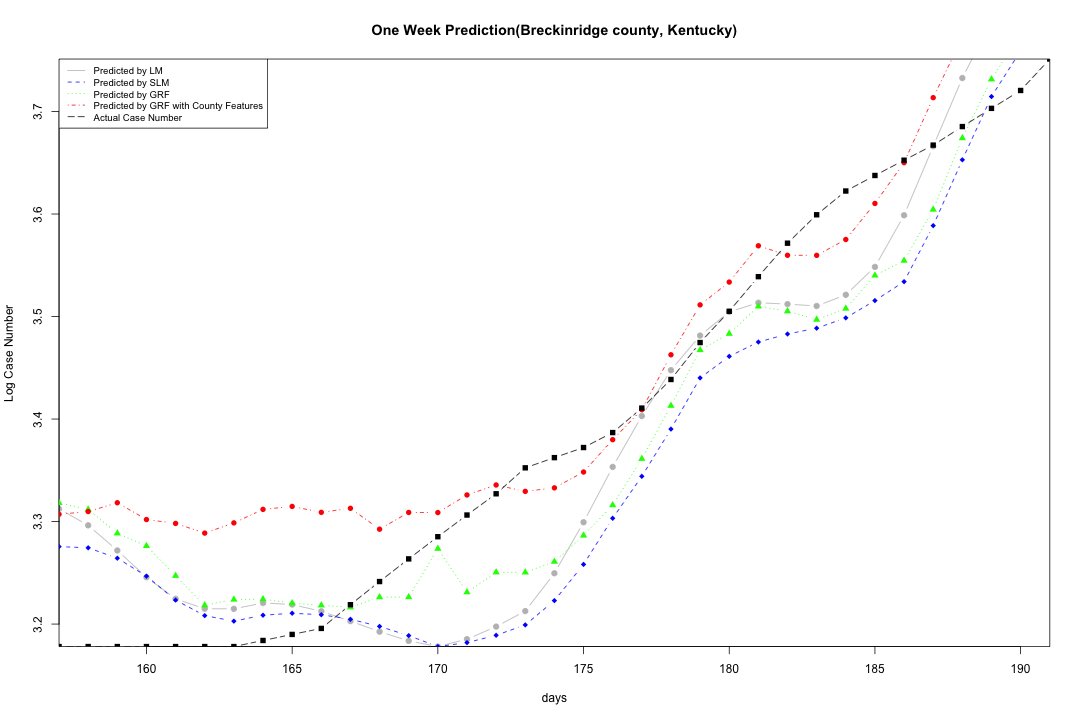 One Week Prediction(Breckinridge county, Kentucky)
Predicted by LM
Predicted by SLM
Predicted by GRF
Predicted by GRF with County Features
Actual Case Number
3.7
3.6
3.5
3.4
3.3
3.2
Log Case Number
160 165 170 175 180 185 190
days